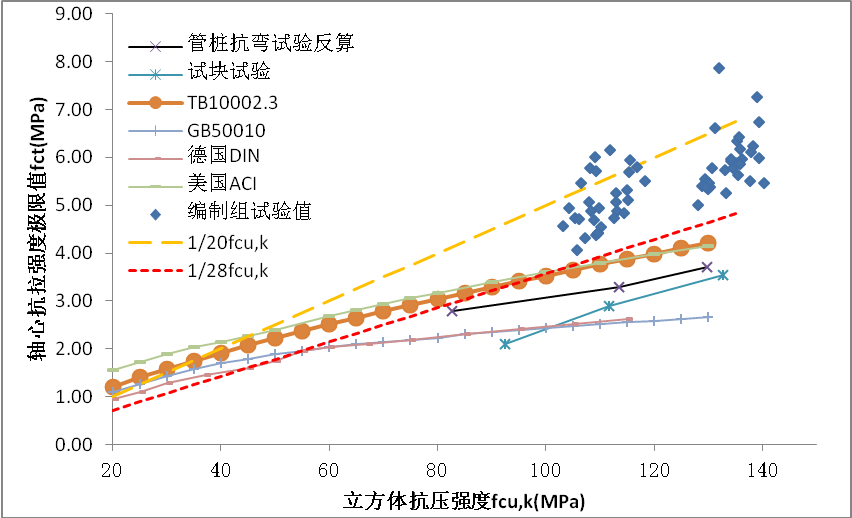 9.00
8.00
7.00
6.00
5.00
4.00
3.00
2.00
1.00
0.00
轴心抗拉强度极限值fct(MPa)
管桩抗弯试验反算
试块试验
TB10002.3
GB50010
德国DIN
美国ACI
编制组试验值
1/20fcu,k
1/28fcu,k
20 40 60 80 100 120 140
立方体抗压强度fcu,k(MPa)